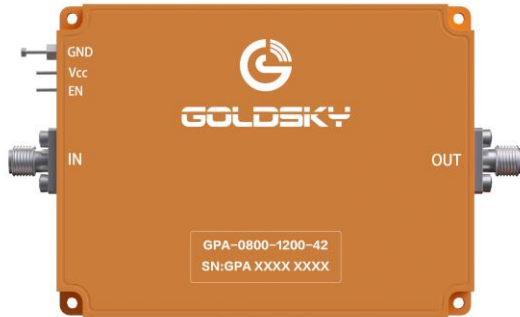 GND
Vcc
EN
GOLDSKY
IN
OUT
GPA-0800-1200-42
SN:GPA XXXX XXXX